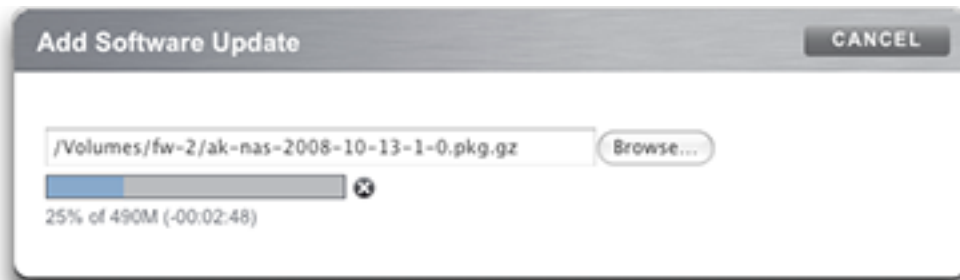 Add Software Update
CANCEL
/Volumes/fw-2/ak-nas-2008-10-13-1-0.pkg.gz
Browse...
25% of 490M (-00:02:48)